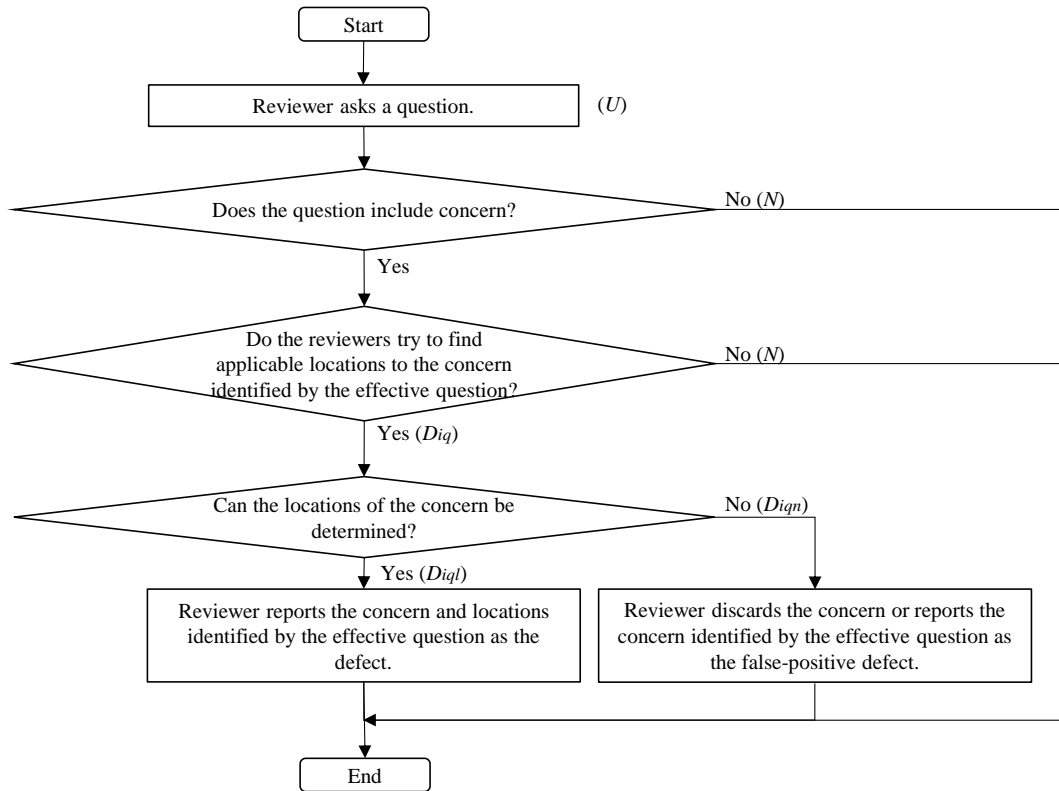 Start
Reviewer asks a question.
(U)
Does the question include concern?
No (N)
Yes
Do the reviewers try to find
applicable locations to the concern
identified by the effective question?
No (N)
Yes (Diq)
Can the locations of the concern be
determined?
No (Diqn)
Yes (Diql)
Reviewer reports the concern and locations
identified by the effective question as the
defect.
Reviewer discards the concern or reports the
concern identified by the effective question as
the false-positive defect.
End